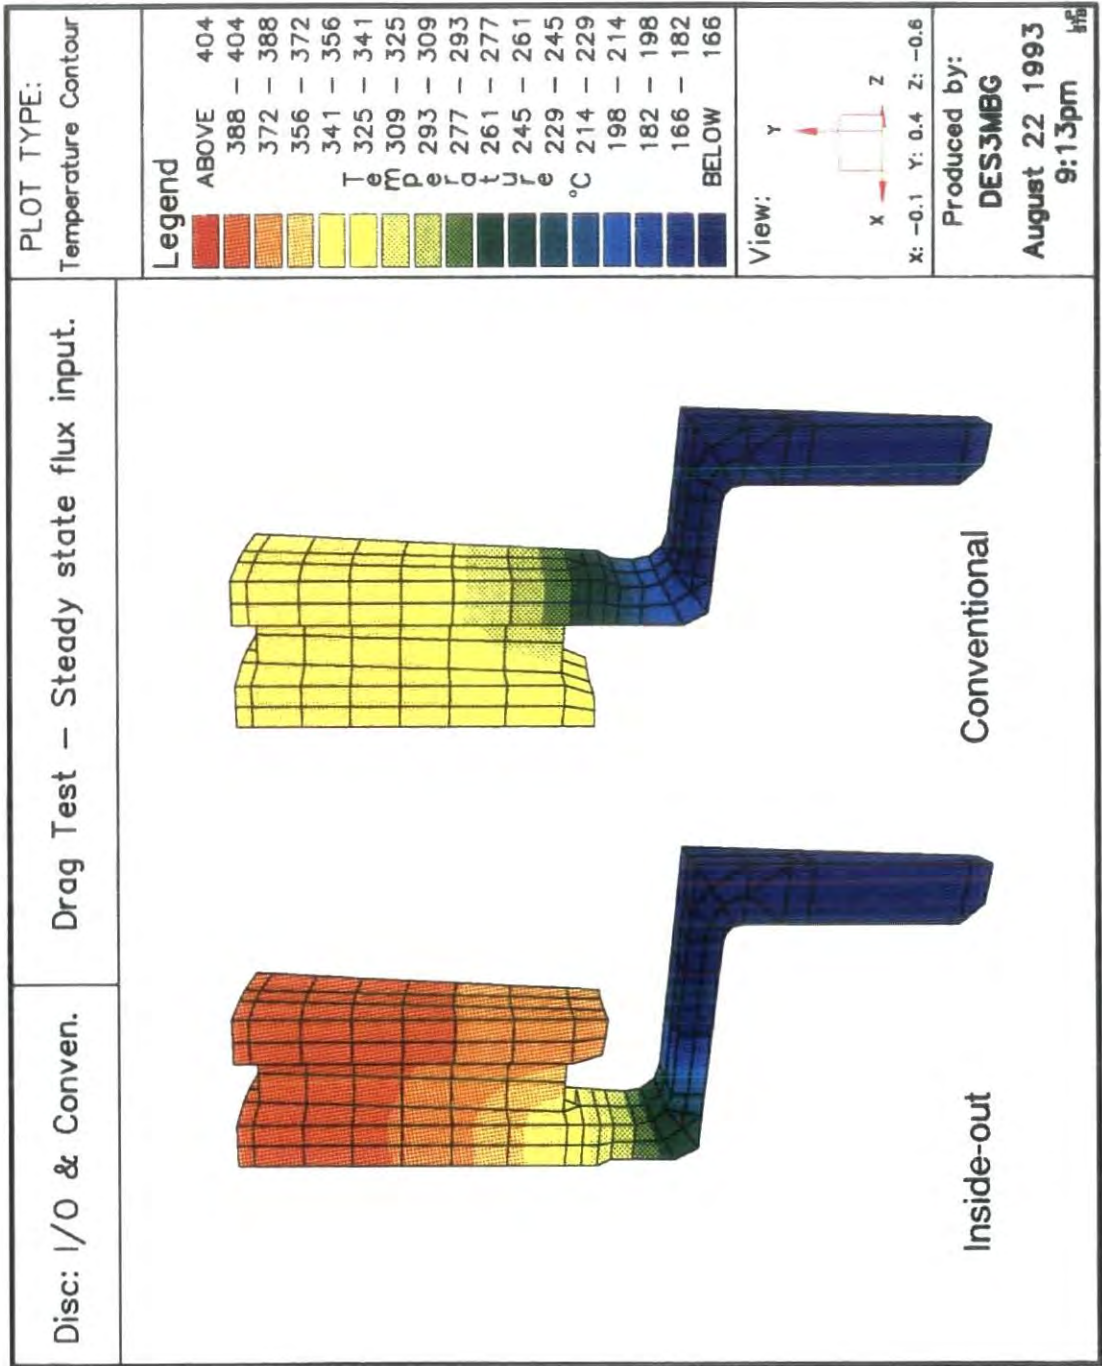 Disc: I/O & Conven.
Drag Test – Steady state flux input.
PLOT TYPE:
Temperature Contour
Legend
ABOVE 404
388 – 404
372 – 388
356 – 372
341 – 356
325 – 341
309 – 325
293 – 309
277 – 293
261 – 277
245 – 261
229 – 245
214 – 229
198 – 214
182 – 198
166 – 182
BELOW 166
Temperature °C
View:
Y
X
Z
X: -0.1 Y: 0.4 Z: -0.6
Produced by:
DES3MBG
August 22 1993
9:13pm
Inside-out
Conventional